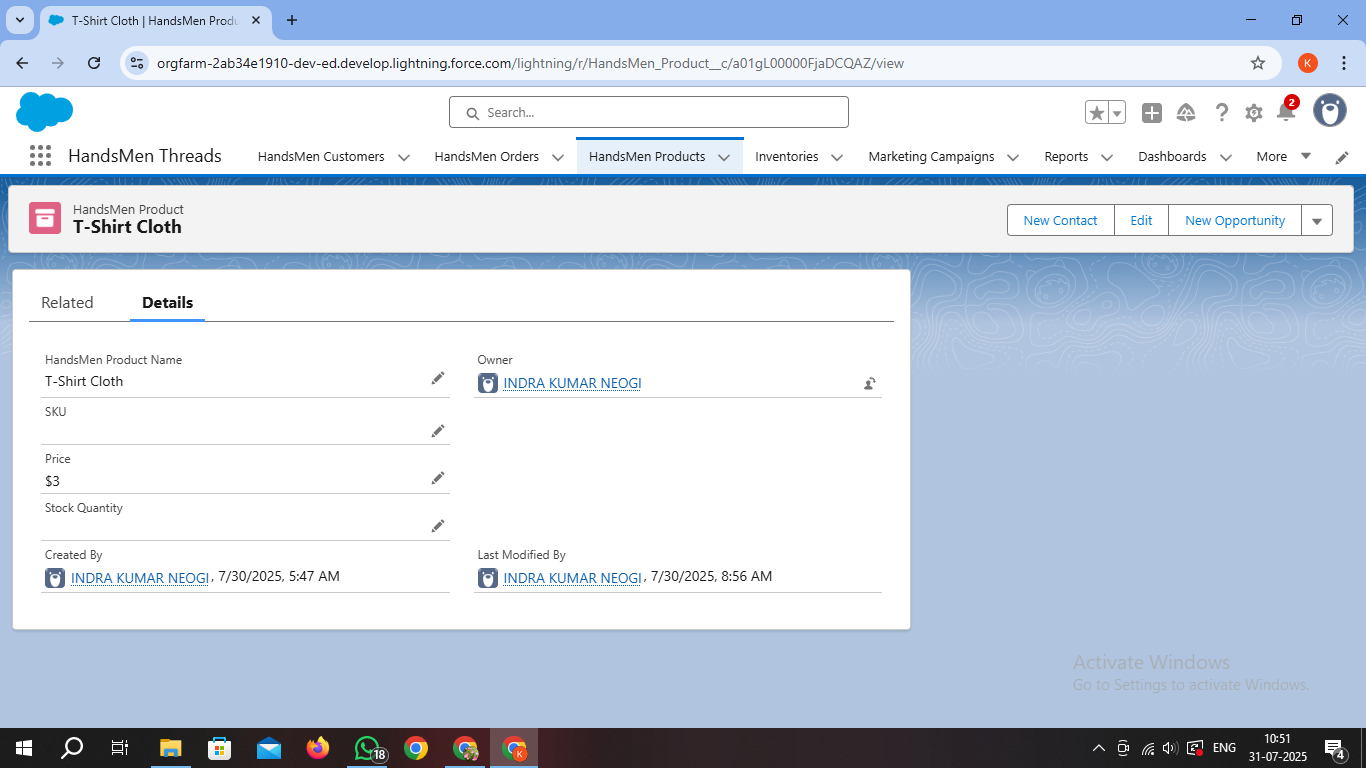 T-Shirt Cloth | HandsMen Produ
orgfarm-2ab34e1910-dev-ed.develop.lightning.force.com/lightning/r/HandsMen_Product__c/a01gL00000FjaDCQAZ/view
K
Search...
2
HandsMen Threads
HandsMen Customers
HandsMen Orders
HandsMen Products
Inventories
Marketing Campaigns
Reports
Dashboards
More
HandsMen Product
T-Shirt Cloth
New Contact
Edit
New Opportunity
Related
Details
HandsMen Product Name
T-Shirt Cloth
Owner
INDRA KUMAR NEOGI
SKU
Price
$3
Stock Quantity
Created By
INDRA KUMAR NEOGI, 7/30/2025, 5:47 AM
Last Modified By
INDRA KUMAR NEOGI, 7/30/2025, 8:56 AM
Activate Windows
Go to Settings to activate Windows.
18
K
ENG
10:51
31-07-2025
4